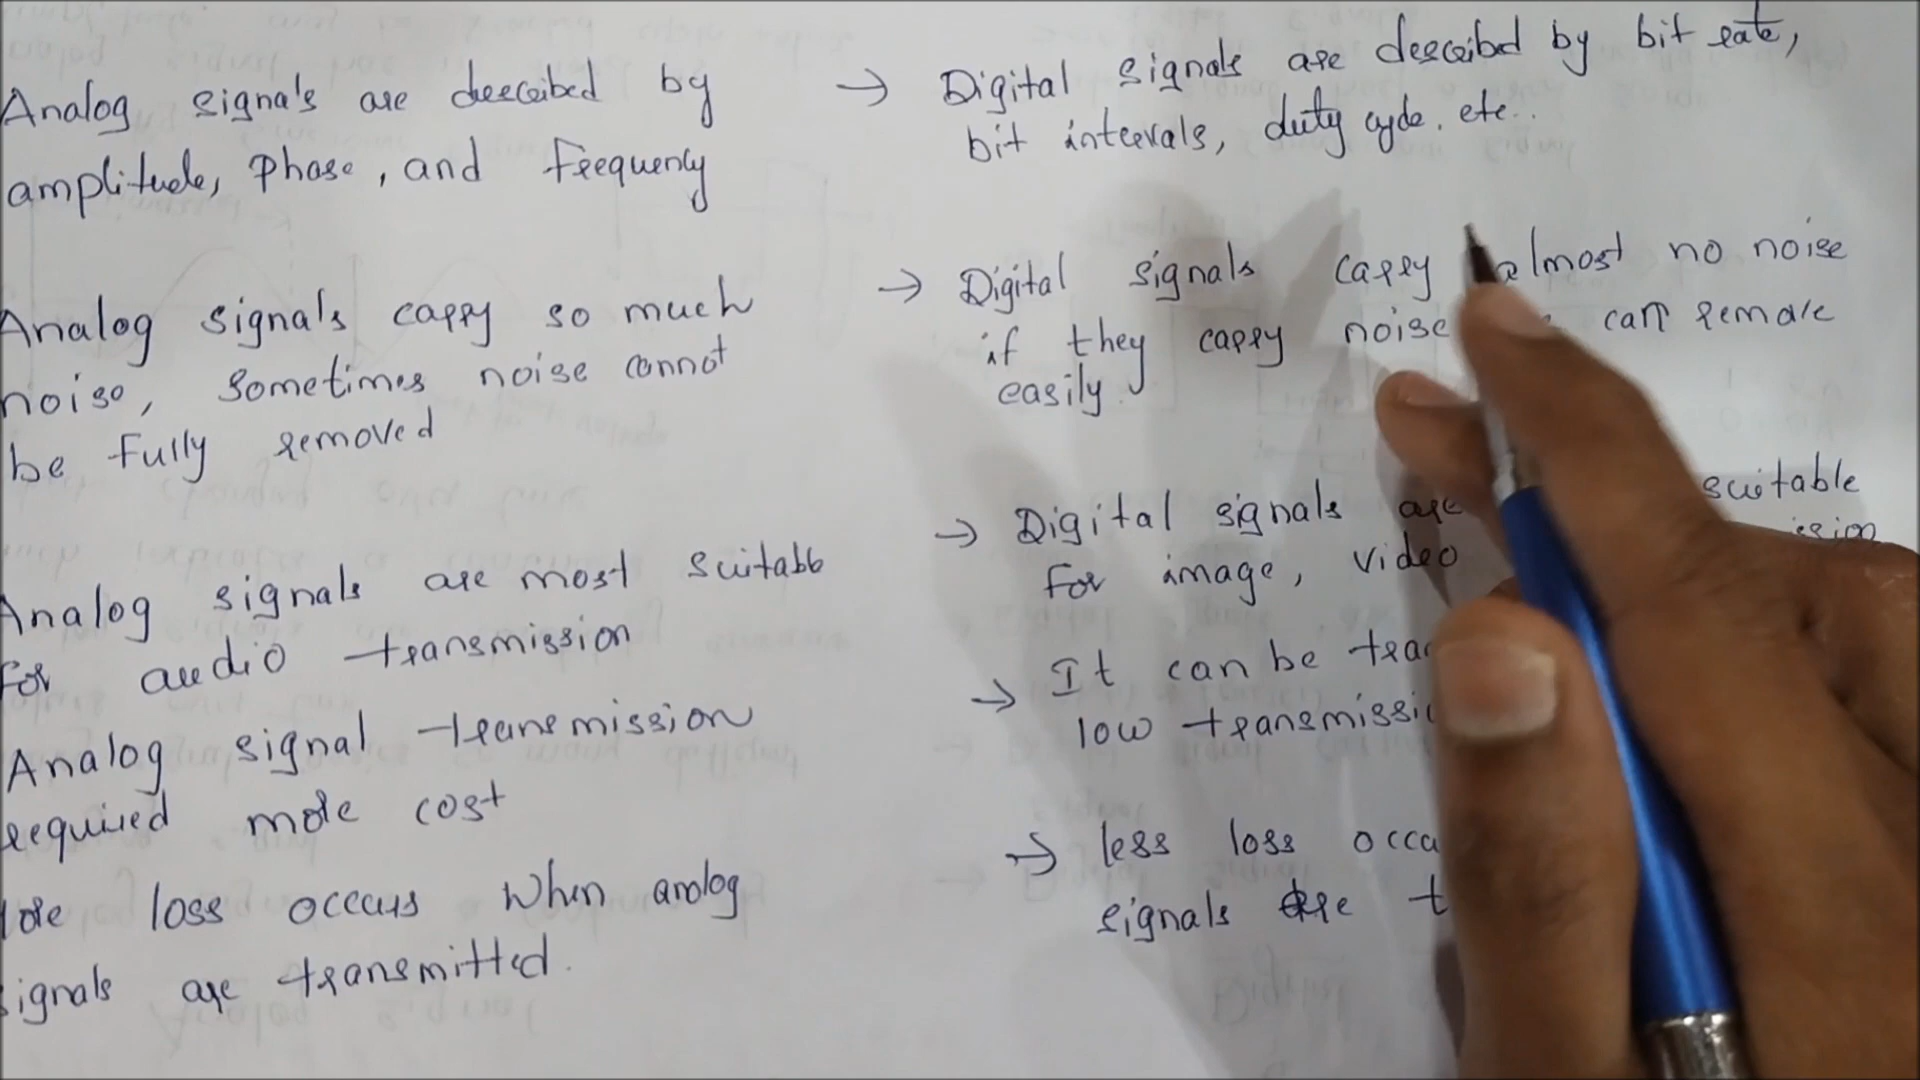 Analog signals are described by
amplitude, Phase, and Frequency
Analog signals carry so much
noise, sometimes noise cannot
be Fully removed
Analog signals are most suitabl
For audio transmission
Analog signal transmission
required more cost
loss occurs When analog
signals are transmitted.
→ Digital signals are described by bit rate,
bit intervals, duty cycle. etc..
→ Digital signals carry almost no noise
if they carry noise can remove
easily.
→ Digital signals are suitable
For image, video
→ It can be
low
→ less loss
signals are